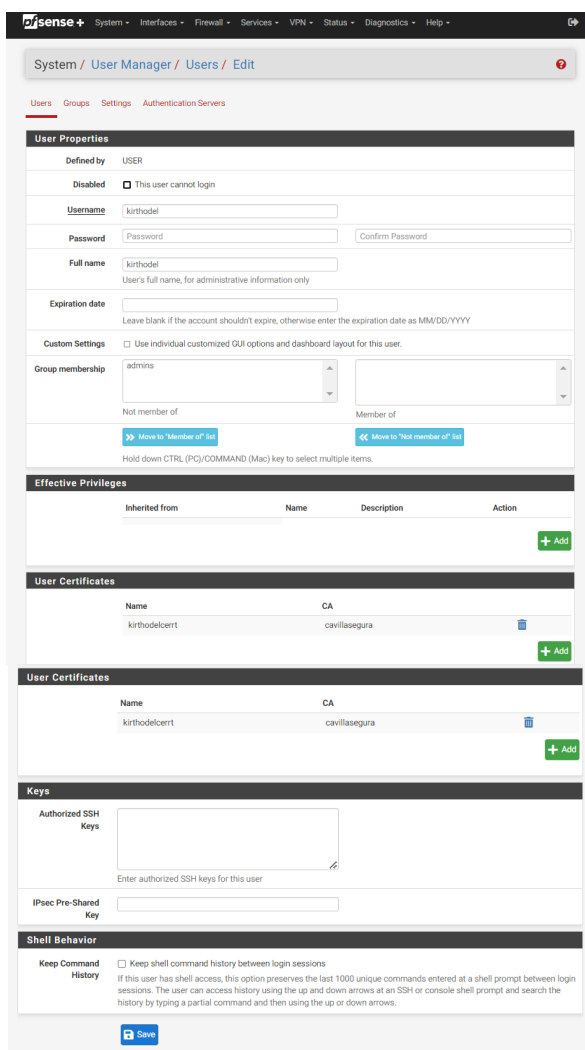 pfsense + System Interfaces Firewall Services VPN Status Diagnostics Help
System / User Manager / Users / Edit
Users Groups Settings Authentication Servers
User Properties
Defined by USER
Disabled This user cannot login
Username kirthodel
Password Password Confirm Password
Full name kirthodel
User's full name, for administrative information only
Expiration date
Leave blank if the account shouldn't expire, otherwise enter the expiration date as MM/DD/YYYY
Custom Settings Use individual customized GUI options and dashboard layout for this user.
Group membership admins
Not member of Member of
Move to "Member of" list Move to "Not member of" list
Hold down CTRL (PC)/COMMAND (Mac) key to select multiple items.
Effective Privileges
Inherited from Name Description Action
Add
User Certificates
Name CA
kirthodelcerrt cavillasegura
Add
User Certificates
Name CA
kirthodelcerrt cavillasegura
Add
Keys
Authorized SSH
Keys
Enter authorized SSH keys for this user
IPsec Pre-Shared
Key
Shell Behavior
Keep Command Keep shell command history between login sessions
History If this user has shell access, this option preserves the last 1000 unique commands entered at a shell prompt between login
sessions. The user can access history using the up and down arrows at an SSH or console shell prompt and search the
history by typing a partial command and then using the up or down arrows.
Save